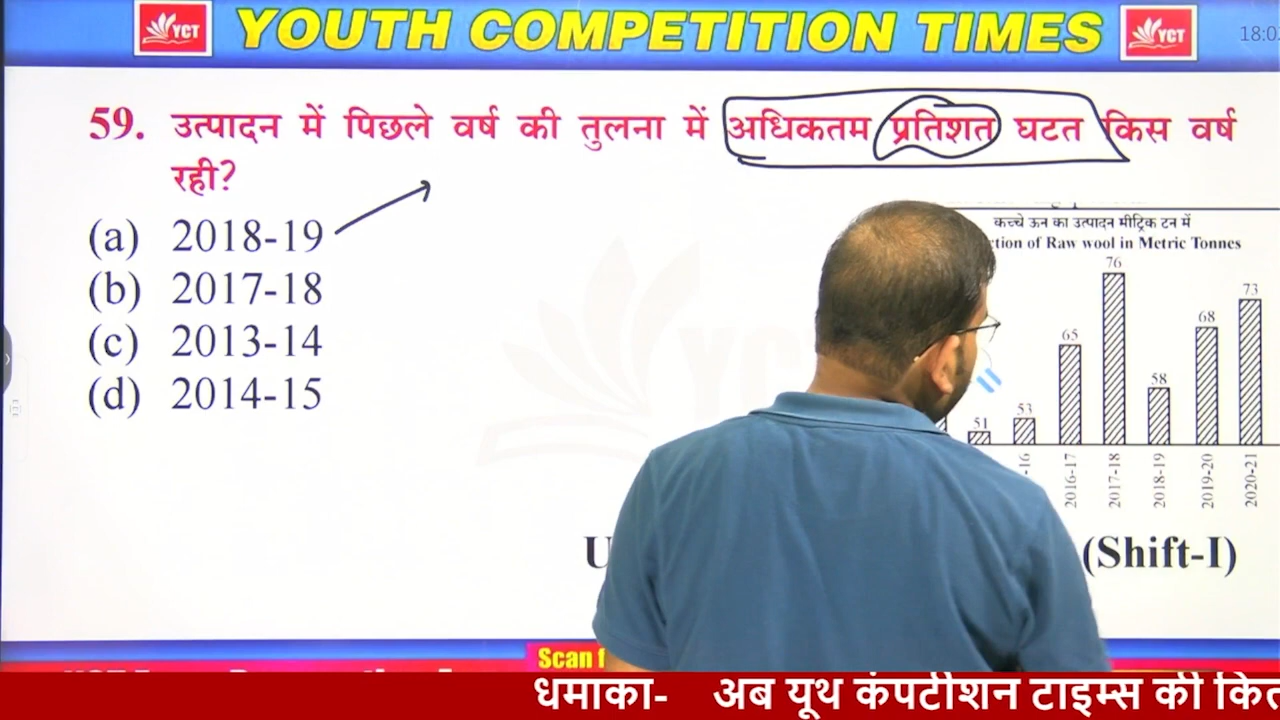 YCT YOUTH COMPETITION TIMES YCT
59. उत्पादन में पिछले वर्ष की तुलना में अधिकतम प्रतिशत घटत किस वर्ष
रही?
(a) 2018-19
(b) 2017-18
(c) 2013-14
(d) 2014-15
कच्चे ऊन का उत्पादन मीट्रिक टन में
of Raw wool in Metric Tonnes
76
73
68
65
58
53
51
2016-17
2017-18
2018-19
2019-20
2020-21
(Shift-I)
Scan
धमाका- अब यूथ कंपटीशन टाइम्स की